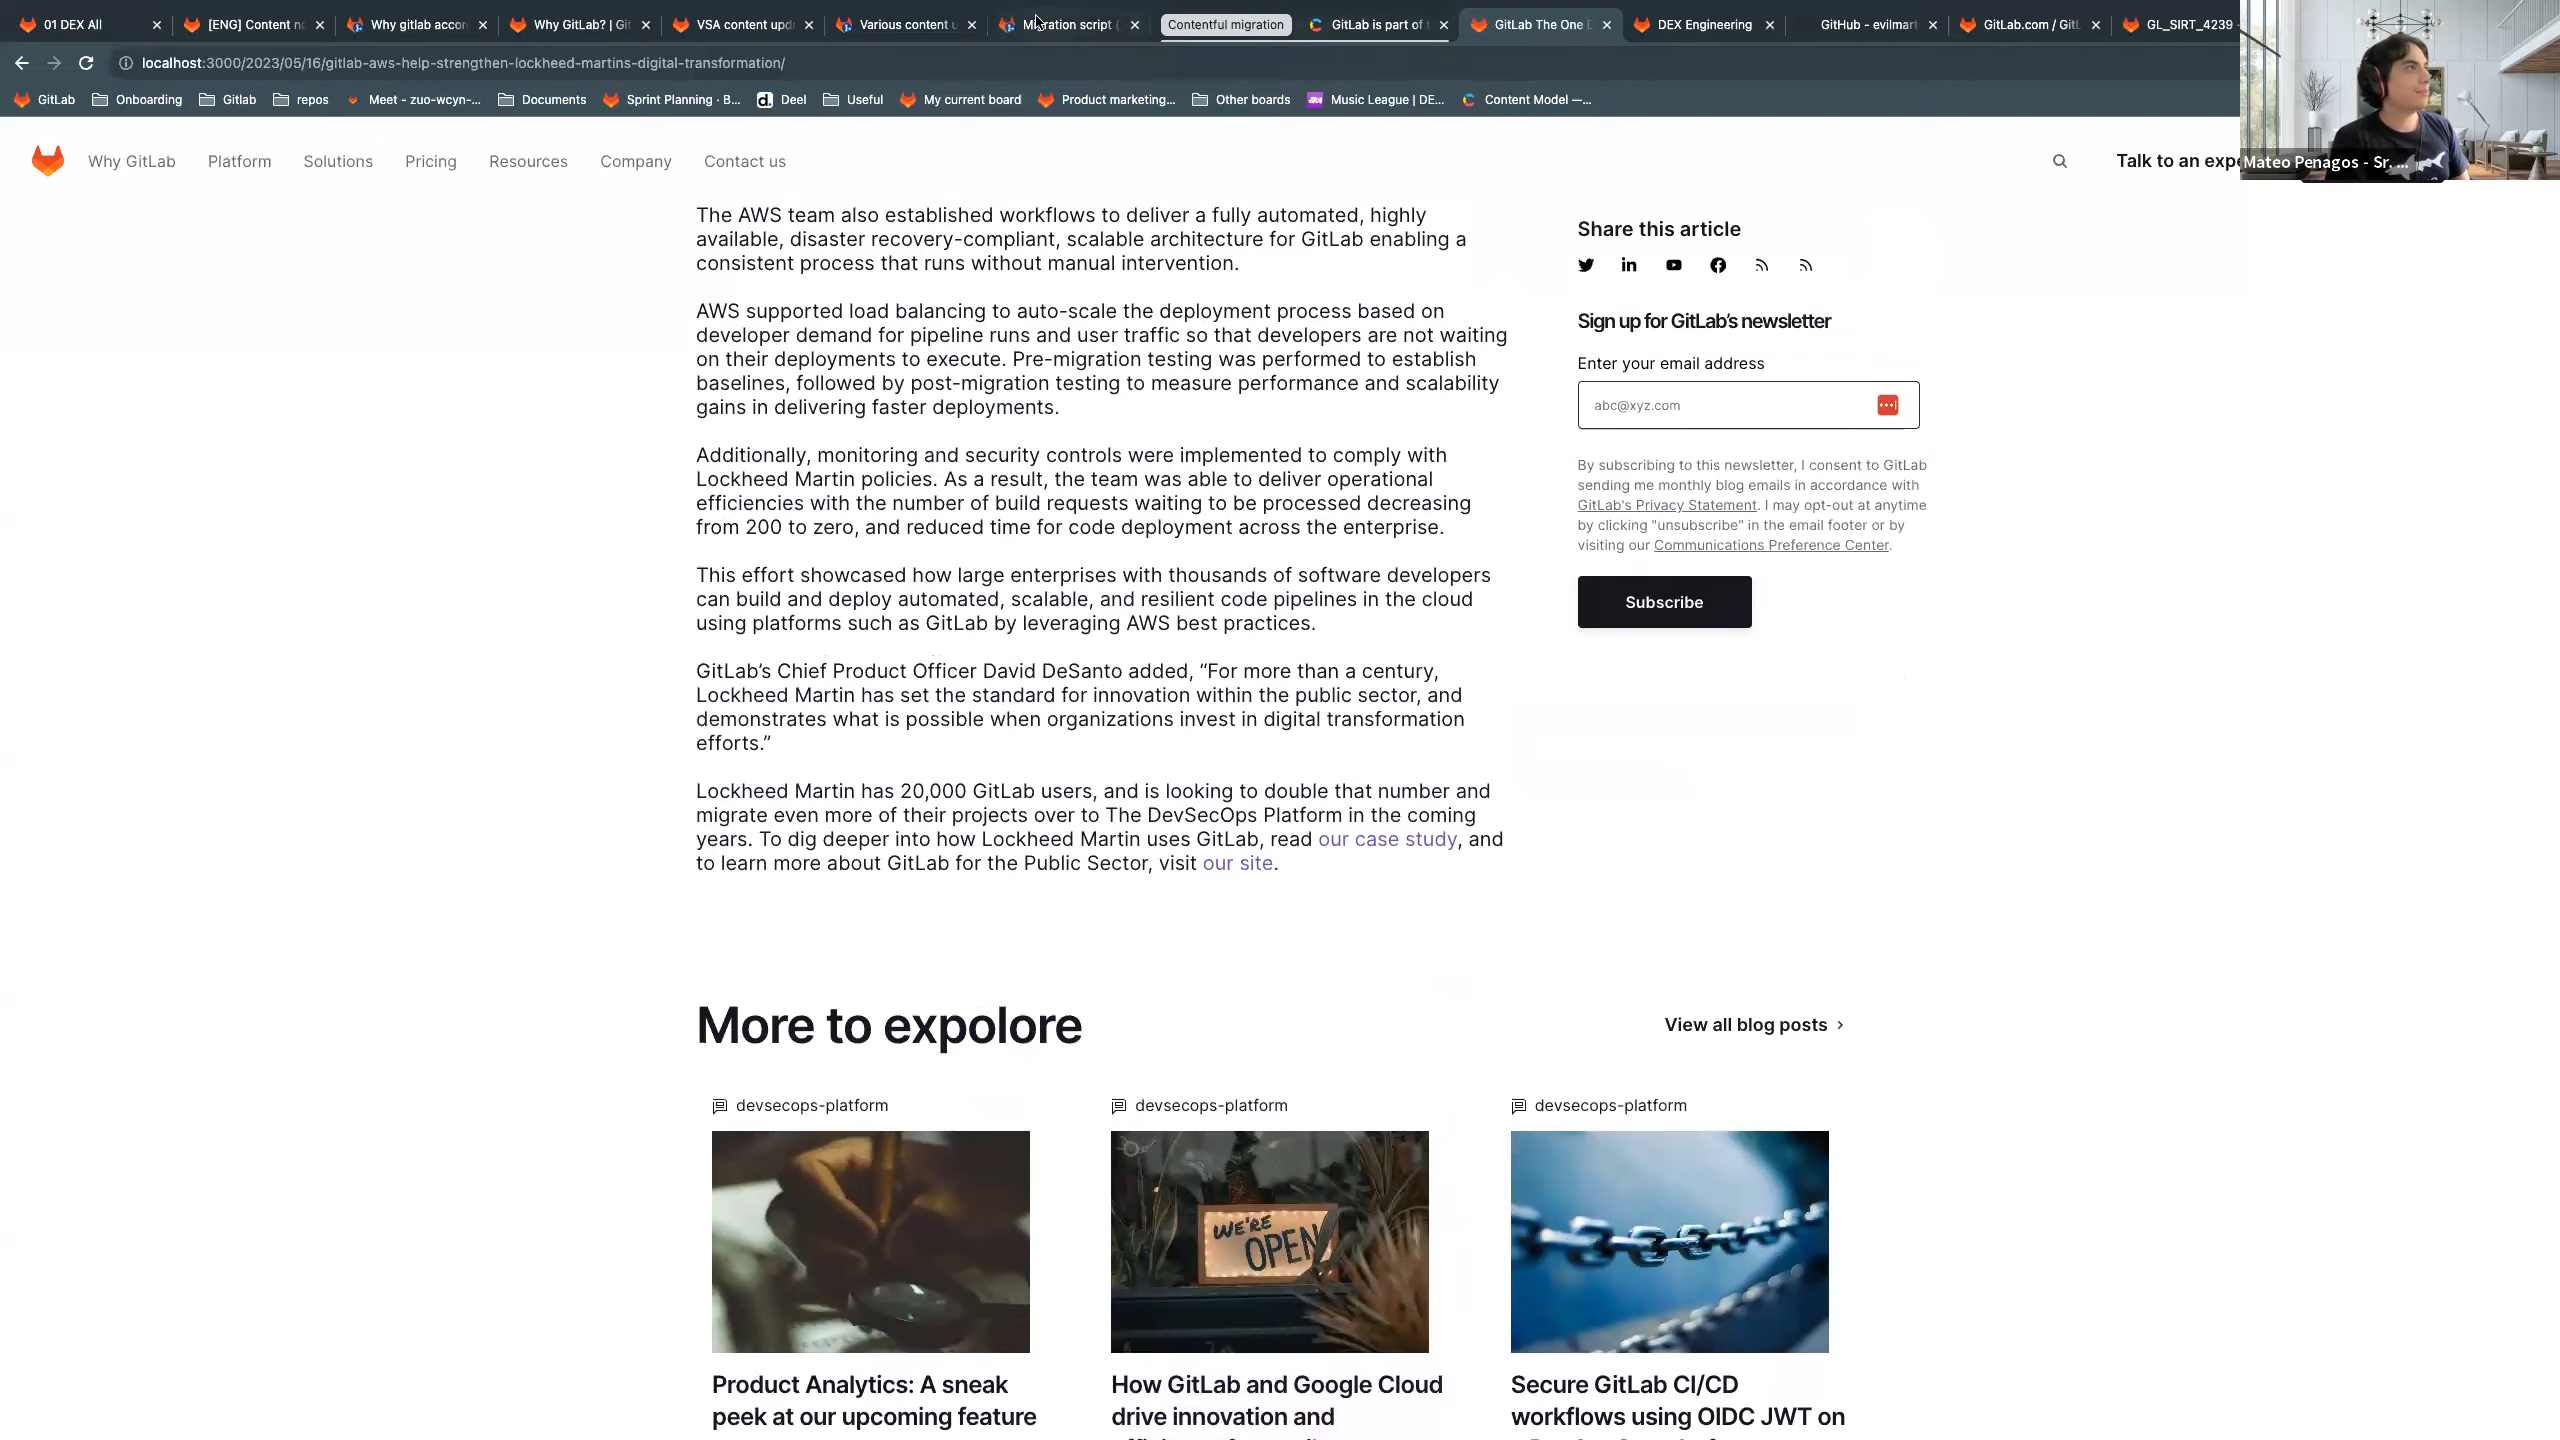 01 DEX All
[ENG] Content n
Why gitlab accor
Why GitLab? | Git
VSA content upd
Various content u
Migration script (
Contentful migration
GitLab is part of t
GitLab The One D
DEX Engineering
GitHub - evilmart
GitLab.com / GitL
GL_SIRT_4239 -
localhost:3000/2023/05/16/gitlab-aws-help-strengthen-lockheed-martins-digital-transformation/
GitLab
Onboarding
Gitlab
repos
Meet - zuo-wcyn-...
Documents
Sprint Planning · B...
Deel
Useful
My current board
Product marketing...
Other boards
Music League | DE...
Content Model —...
Mateo Penagos - Sr. ...
Why GitLab
Platform
Solutions
Pricing
Resources
Company
Contact us
Talk to an expe
The AWS team also established workflows to deliver a fully automated, highly
available, disaster recovery-compliant, scalable architecture for GitLab enabling a
consistent process that runs without manual intervention.
AWS supported load balancing to auto-scale the deployment process based on
developer demand for pipeline runs and user traffic so that developers are not waiting
on their deployments to execute. Pre-migration testing was performed to establish
baselines, followed by post-migration testing to measure performance and scalability
gains in delivering faster deployments.
Additionally, monitoring and security controls were implemented to comply with
Lockheed Martin policies. As a result, the team was able to deliver operational
efficiencies with the number of build requests waiting to be processed decreasing
from 200 to zero, and reduced time for code deployment across the enterprise.
This effort showcased how large enterprises with thousands of software developers
can build and deploy automated, scalable, and resilient code pipelines in the cloud
using platforms such as GitLab by leveraging AWS best practices.
GitLab’s Chief Product Officer David DeSanto added, “For more than a century,
Lockheed Martin has set the standard for innovation within the public sector, and
demonstrates what is possible when organizations invest in digital transformation
efforts.”
Lockheed Martin has 20,000 GitLab users, and is looking to double that number and
migrate even more of their projects over to The DevSecOps Platform in the coming
years. To dig deeper into how Lockheed Martin uses GitLab, read our case study, and
to learn more about GitLab for the Public Sector, visit our site.
Share this article
Sign up for GitLab’s newsletter
Enter your email address
abc@xyz.com
By subscribing to this newsletter, I consent to GitLab
sending me monthly blog emails in accordance with
GitLab's Privacy Statement. I may opt-out at anytime
by clicking "unsubscribe" in the email footer or by
visiting our Communications Preference Center.
Subscribe
More to expolore
View all blog posts
devsecops-platform
devsecops-platform
devsecops-platform
WE'RE
OPEN
Product Analytics: A sneak
peek at our upcoming feature
How GitLab and Google Cloud
drive innovation and
Secure GitLab CI/CD
workflows using OIDC JWT on